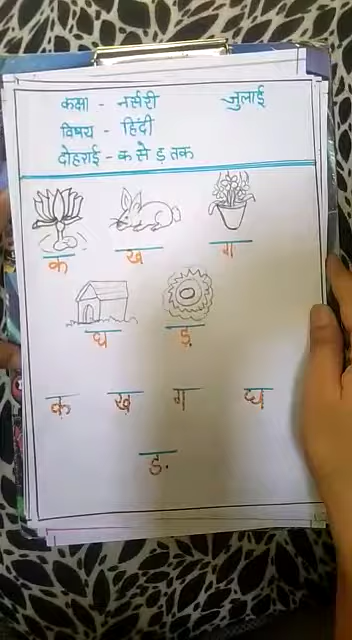 कक्षा - नर्सरी जुलाई
विषय - हिंदी
दोहराई - क से ड़ तक
क ख ग
घ ड़
क ख ग घ
ड.